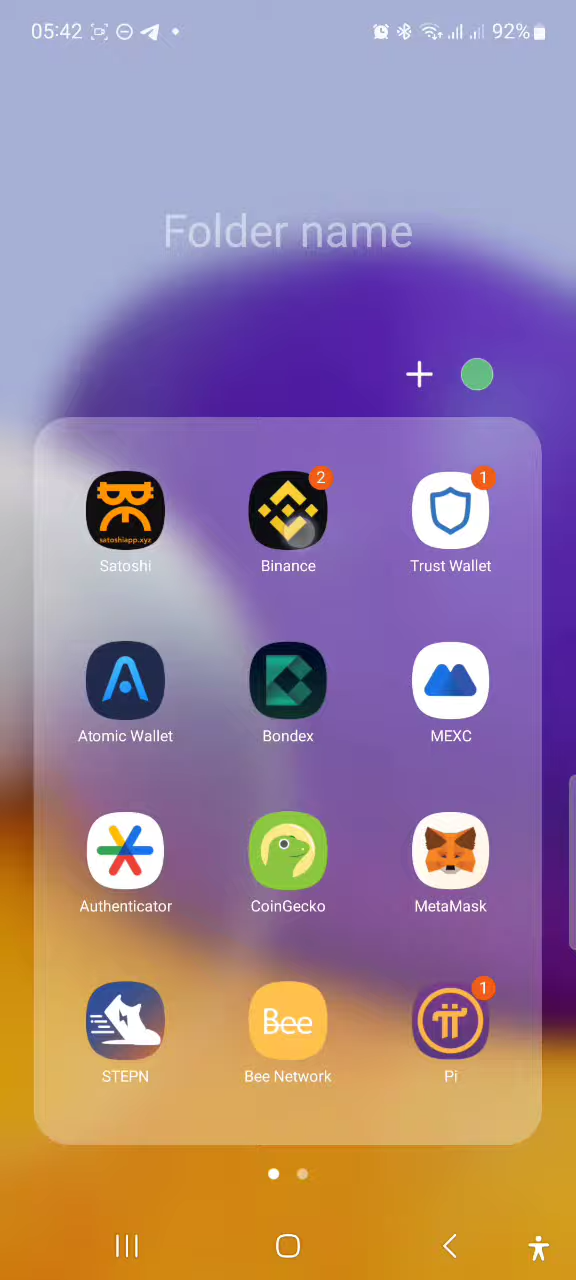 05:42 92%
Folder name
2 1
satoshiapp.xyz
Satoshi Binance Trust Wallet
Atomic Wallet Bondex MEXC
Authenticator CoinGecko MetaMask
Bee 1
STEPN Bee Network Pi